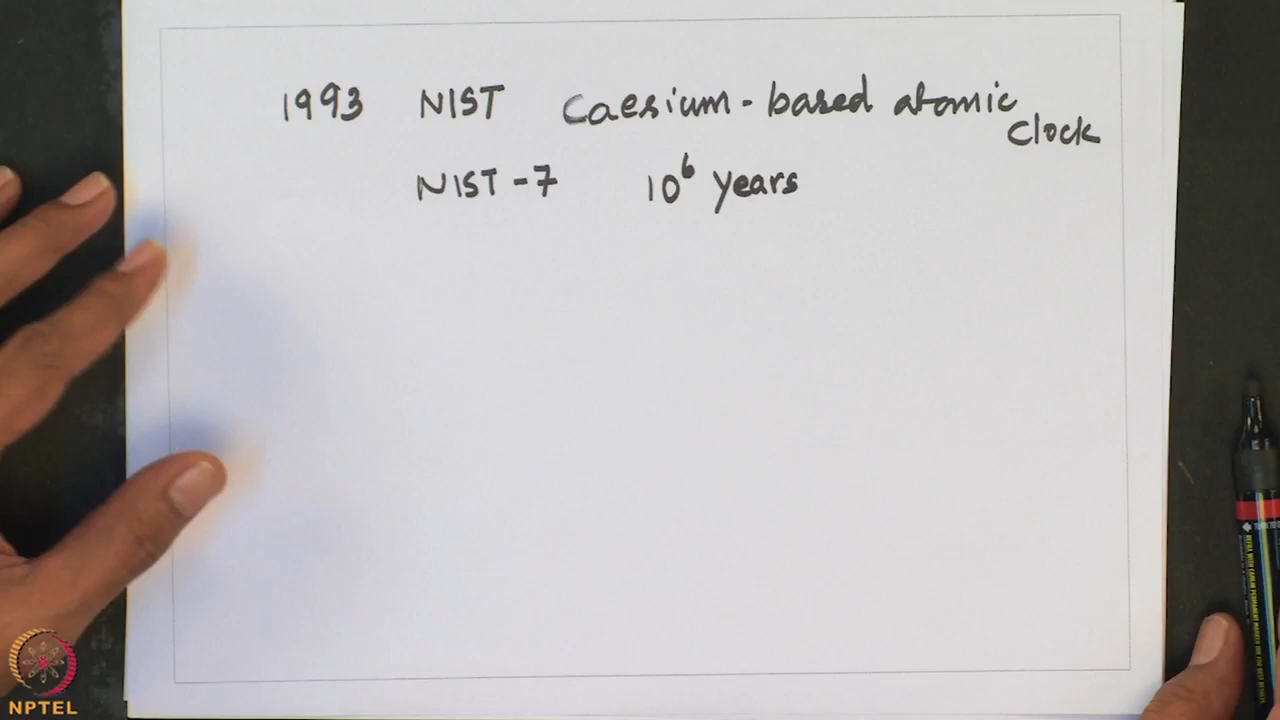 1993 NIST Caesium-based atomic clock
NIST-7 10⁶ years
NPTEL